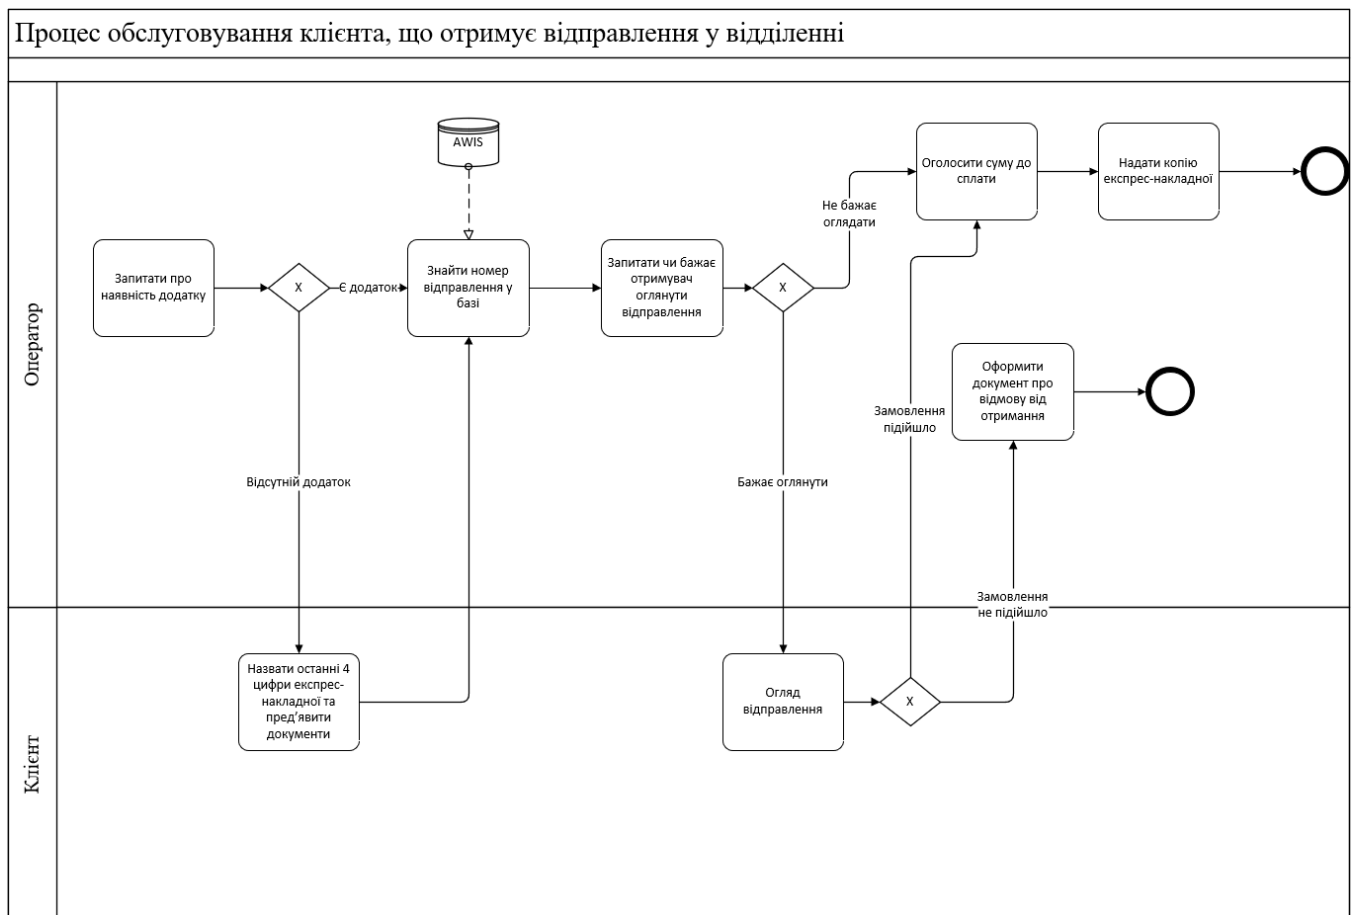 Процес обслуговування клієнта, що отримує відправлення у відділенні
Оператор
AWIS
Запитати про
наявність додатку
X
Є додаток
Знайти номер
відправлення у
базі
Запитати чи бажає
отримувач
оглянути
відправлення
X
Не бажає
оглядати
Оголосити суму до
сплати
Надати копію
експрес-накладної
Оформити
документ про
відмову від
отримання
Замовлення
підійшло
Відсутній додаток
Бажає оглянути
Замовлення
не підійшло
Клієнт
Назвати останні 4
цифри експрес-
накладної та
пред’явити
документи
Огляд
відправлення
X